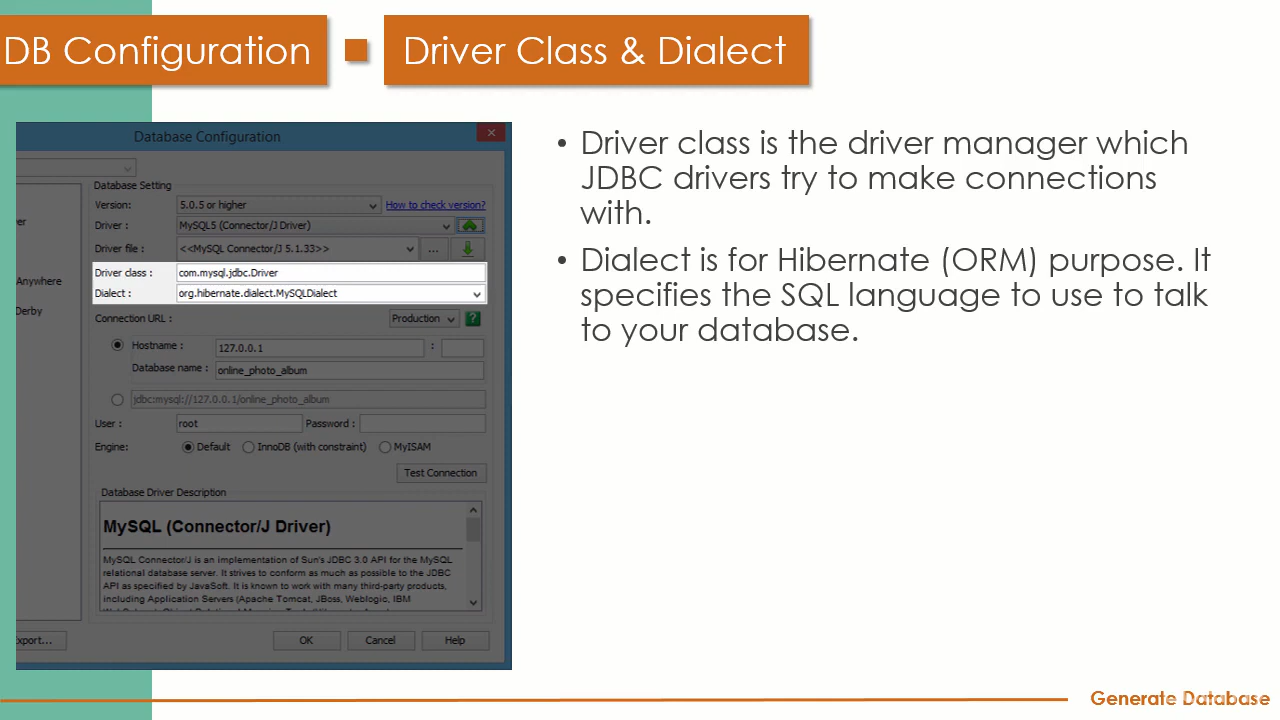 DB Configuration
Driver Class & Dialect
Database Configuration
Database Setting
Version: 5.0.5 or higher How to check version?
Driver : MySQL5 (Connector/J Driver)
Driver file : <<MySQL Connector/J 5.1.33>> ...
Driver class : com.mysql.jdbc.Driver
Anywhere
Dialect : org.hibernate.dialect.MySQLDialect
Derby
Connection URL : Production ?
Hostname : 127.0.0.1 :
Database name : online_photo_album
jdbc:mysql://127.0.0.1/online_photo_album
User : root Password :
Engine: Default InnoDB (with constraint) MyISAM
Test Connection
Database Driver Description
MySQL (Connector/J Driver)
MySQL Connector/J is an implementation of Sun's JDBC 3.0 API for the MySQL
relational database server. It strives to conform as much as possible to the JDBC
API as specified by JavaSoft. It is known to work with many third-party products,
including Application Servers (Apache Tomcat, JBoss, Weblogic, IBM
xport... OK Cancel Help
• Driver class is the driver manager which
JDBC drivers try to make connections
with.
• Dialect is for Hibernate (ORM) purpose. It
specifies the SQL language to use to talk
to your database.
Generate Database